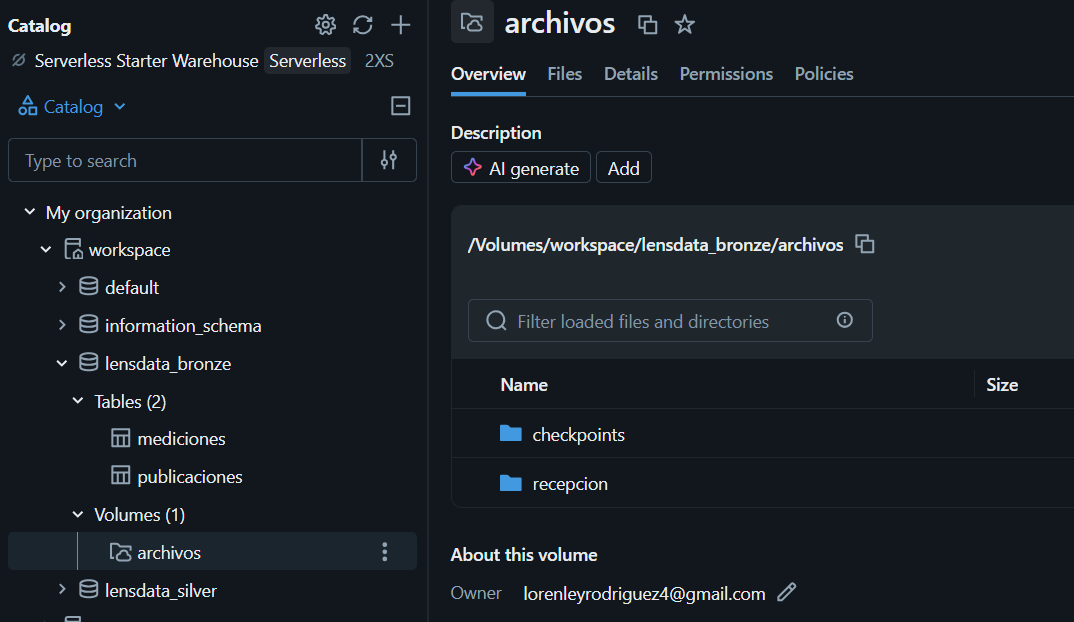 Catalog
Serverless Starter Warehouse Serverless 2XS
Catalog
Type to search
My organization
workspace
default
information_schema
lensdata_bronze
Tables (2)
mediciones
publicaciones
Volumes (1)
archivos
lensdata_silver
archivos
Overview Files Details Permissions Policies
Description
AI generate Add
/Volumes/workspace/lensdata_bronze/archivos
Filter loaded files and directories
Name Size
checkpoints
recepcion
About this volume
Owner lorenleyrodriguez4@gmail.com